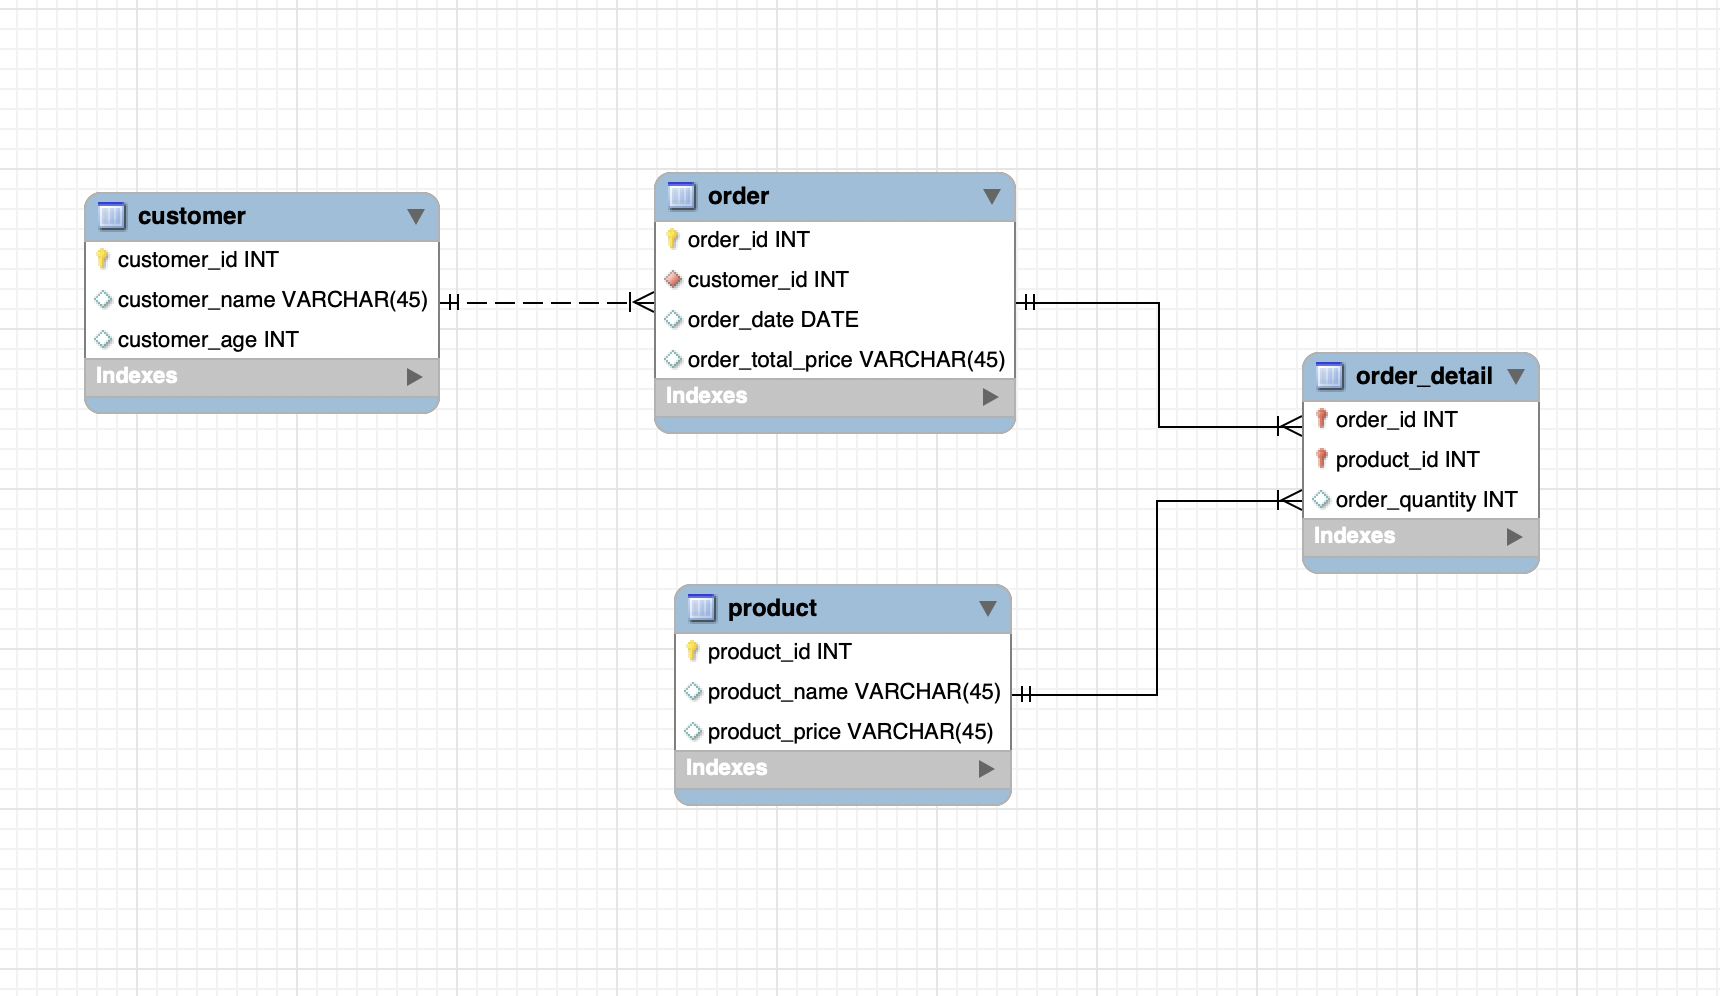 customer
customer_id INT
customer_name VARCHAR(45)
customer_age INT
Indexes
order
order_id INT
customer_id INT
order_date DATE
order_total_price VARCHAR(45)
Indexes
order_detail
order_id INT
product_id INT
order_quantity INT
Indexes
product
product_id INT
product_name VARCHAR(45)
product_price VARCHAR(45)
Indexes